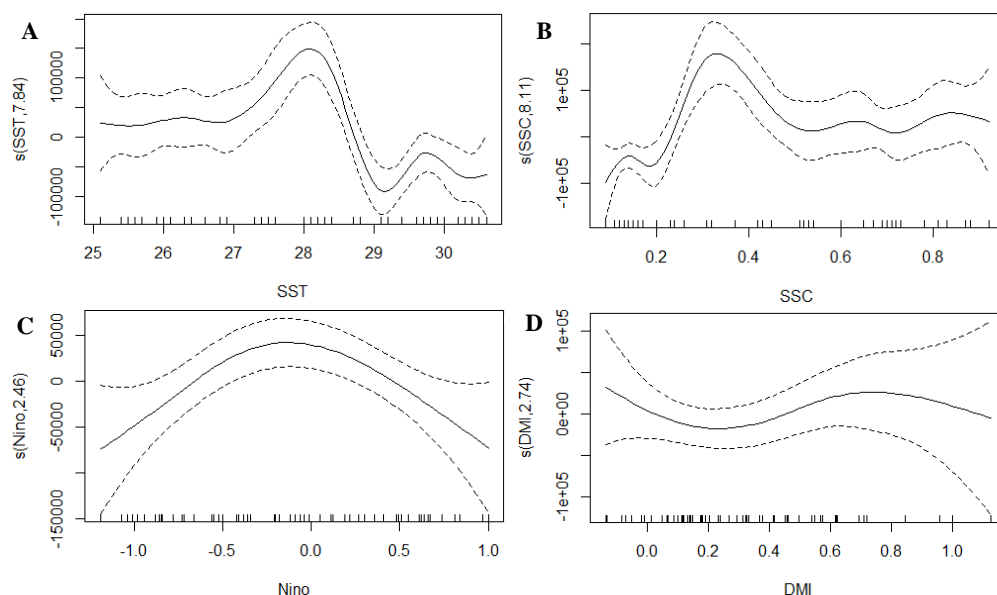 A
s(SST,7.84)
-100000 0 100000
25 26 27 28 29 30
SST
B
s(SSC,8.11)
-1e+05 1e+05
0.2 0.4 0.6 0.8
SSC
C
s(Nino,2.46)
-150000 -50000 0 50000
-1.0 -0.5 0.0 0.5 1.0
Nino
D
s(DMI,2.74)
-1e+05 0e+00 1e+05
0.0 0.2 0.4 0.6 0.8 1.0
DMI